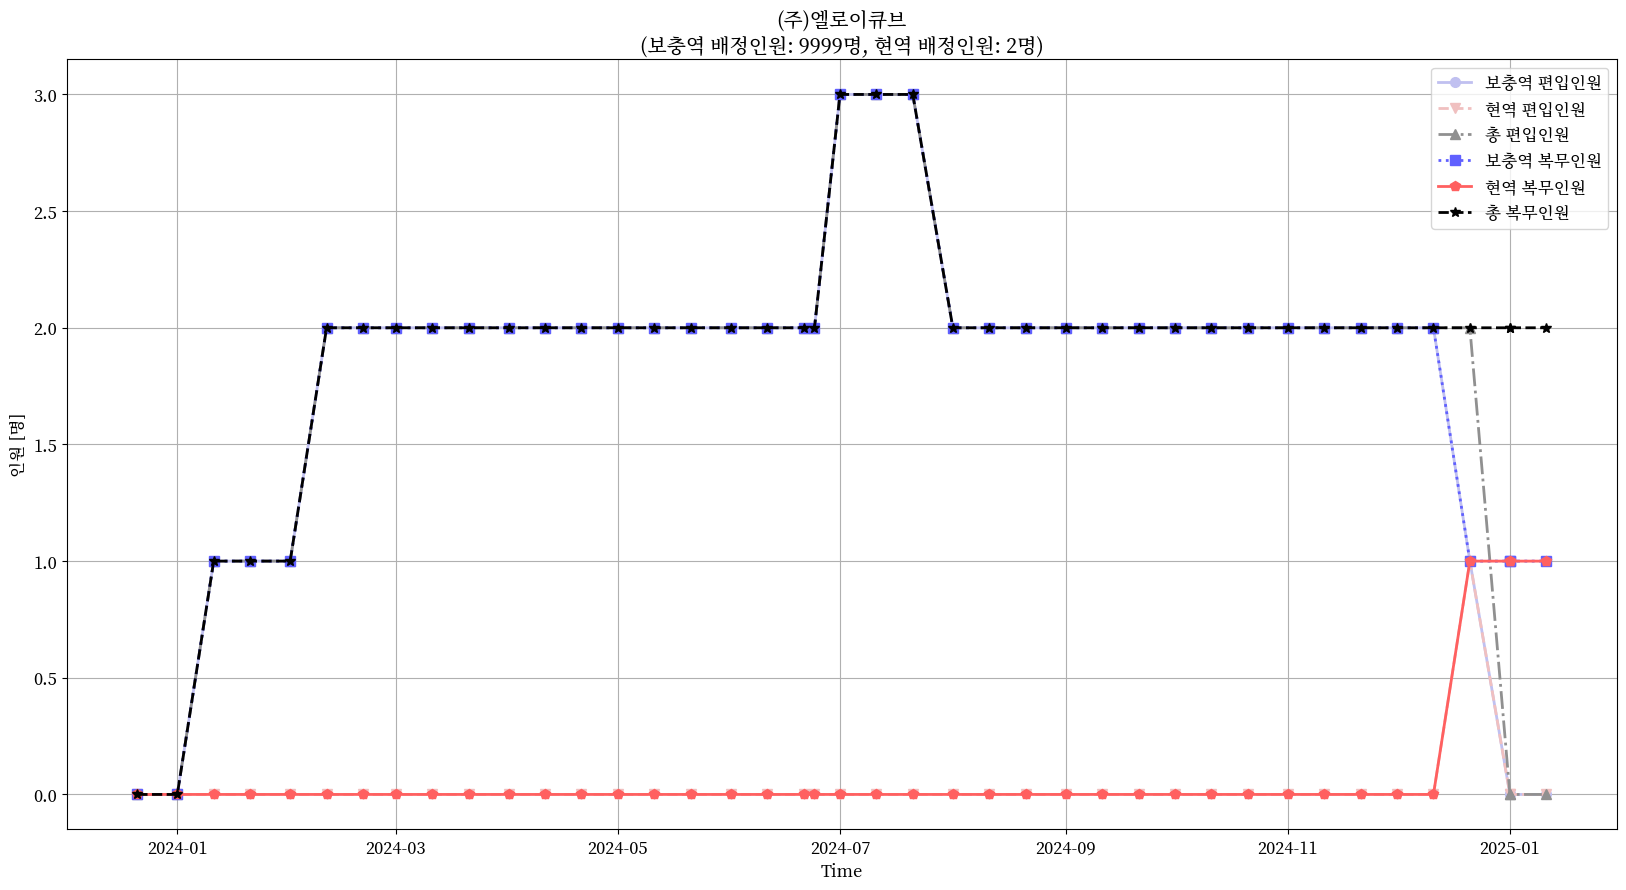 (주)엘로이큐브
(보충역 배정인원: 9999명, 현역 배정인원: 2명)
보충역 편입인원
현역 편입인원
총 편입인원
보충역 복무인원
현역 복무인원
총 복무인원
인원 [명]
3.0
2.5
2.0
1.5
1.0
0.5
0.0
2024-01
2024-03
2024-05
2024-07
2024-09
2024-11
2025-01
Time